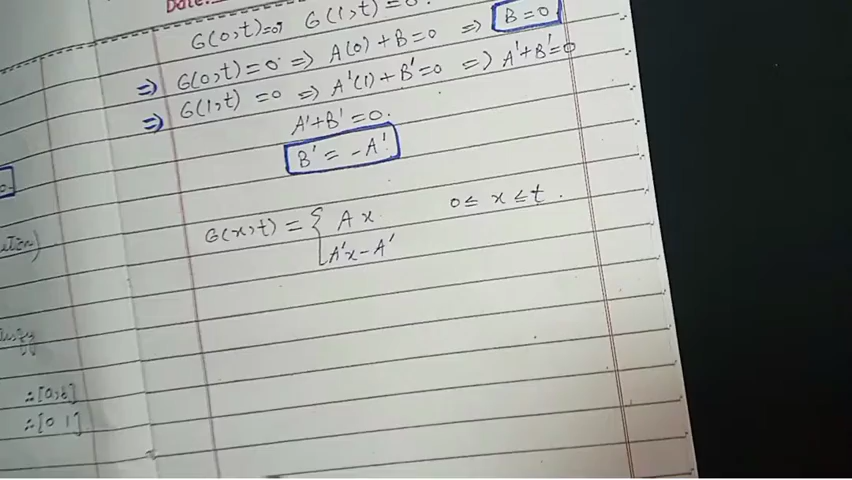 Date:
G(0,t)=0, G(1,t)=0.
⇒ G(0,t)=0 ⇒ A(0)+B=0 ⇒ B=0
⇒ G(1,t)=0 ⇒ A'(1)+B'=0 ⇒ A'+B'=0
A'+B'=0.
B'=-A'
G(x,t) = { Ax 0≤x≤t.
A'x-A'
∴[a,b]
∴[0 1]